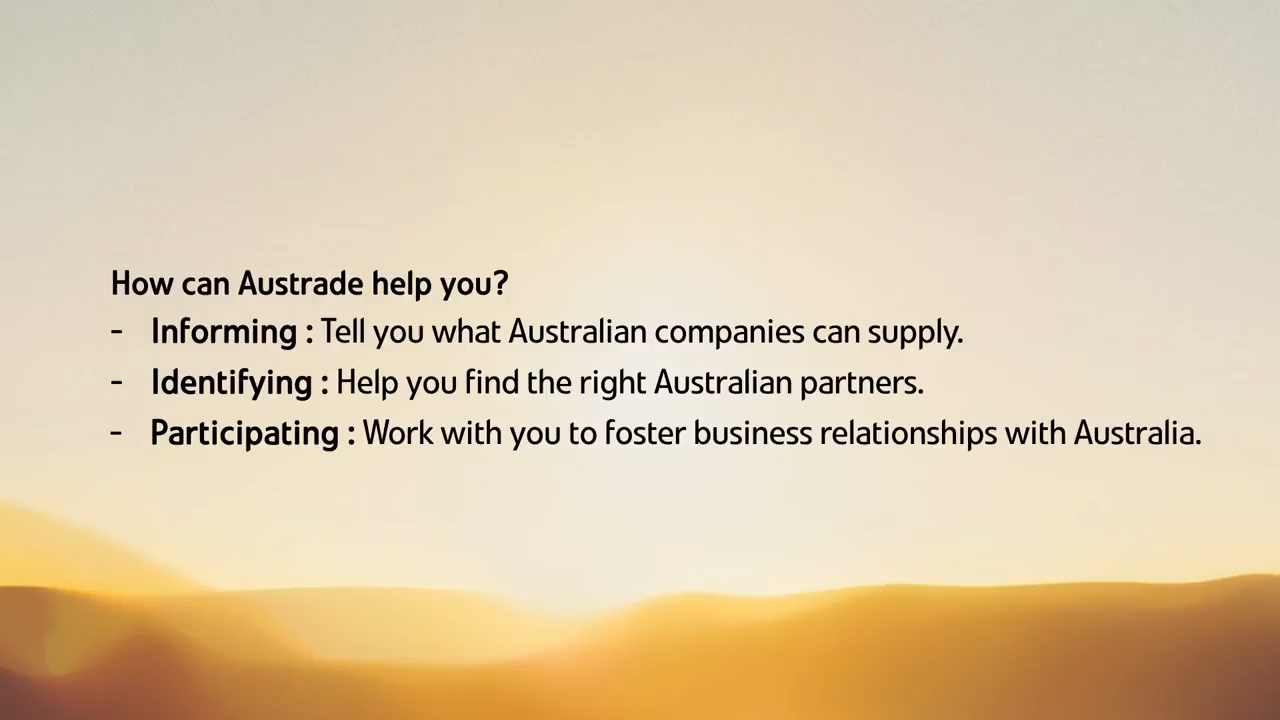 How can Austrade help you?
- Informing : Tell you what Australian companies can supply.
- Identifying : Help you find the right Australian partners.
- Participating : Work with you to foster business relationships with Australia.